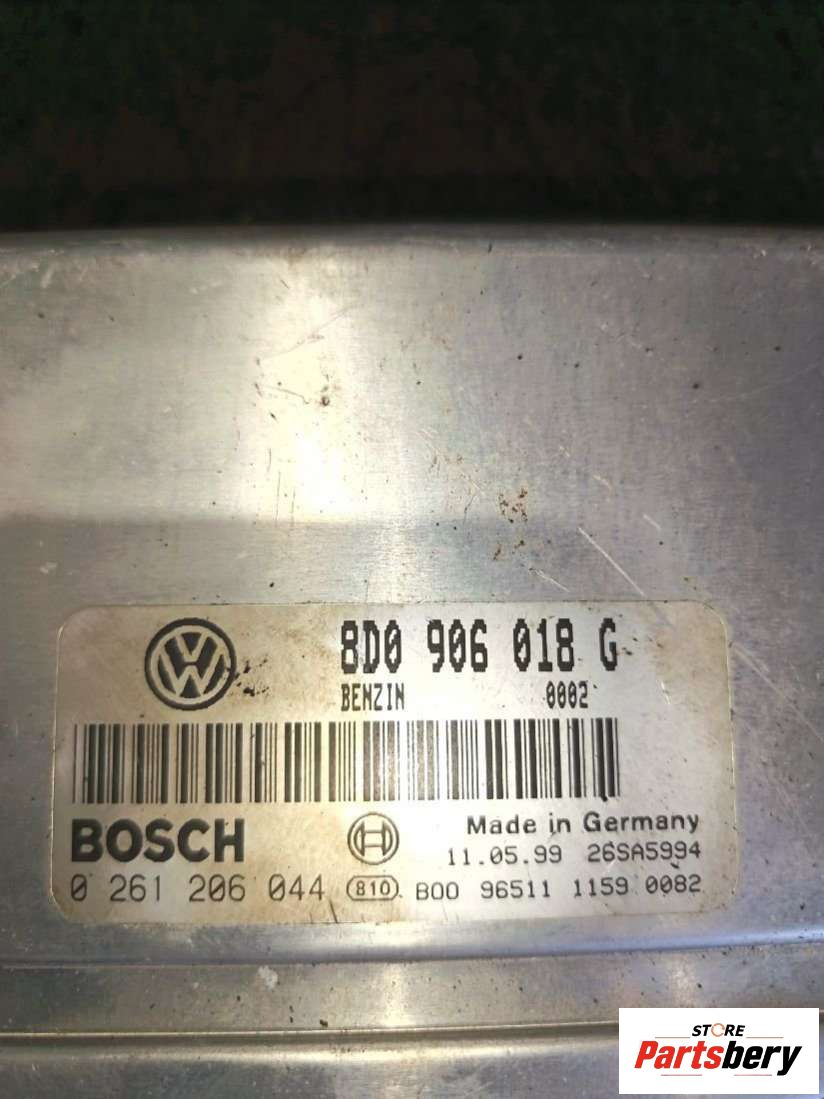 VW
8D0 906 018 G
BENZIN 0002
BOSCH
Made in Germany
11.05.99 26SA5994
0 261 206 044 810 B00 96511 1159 0082
STORE
Partsbery